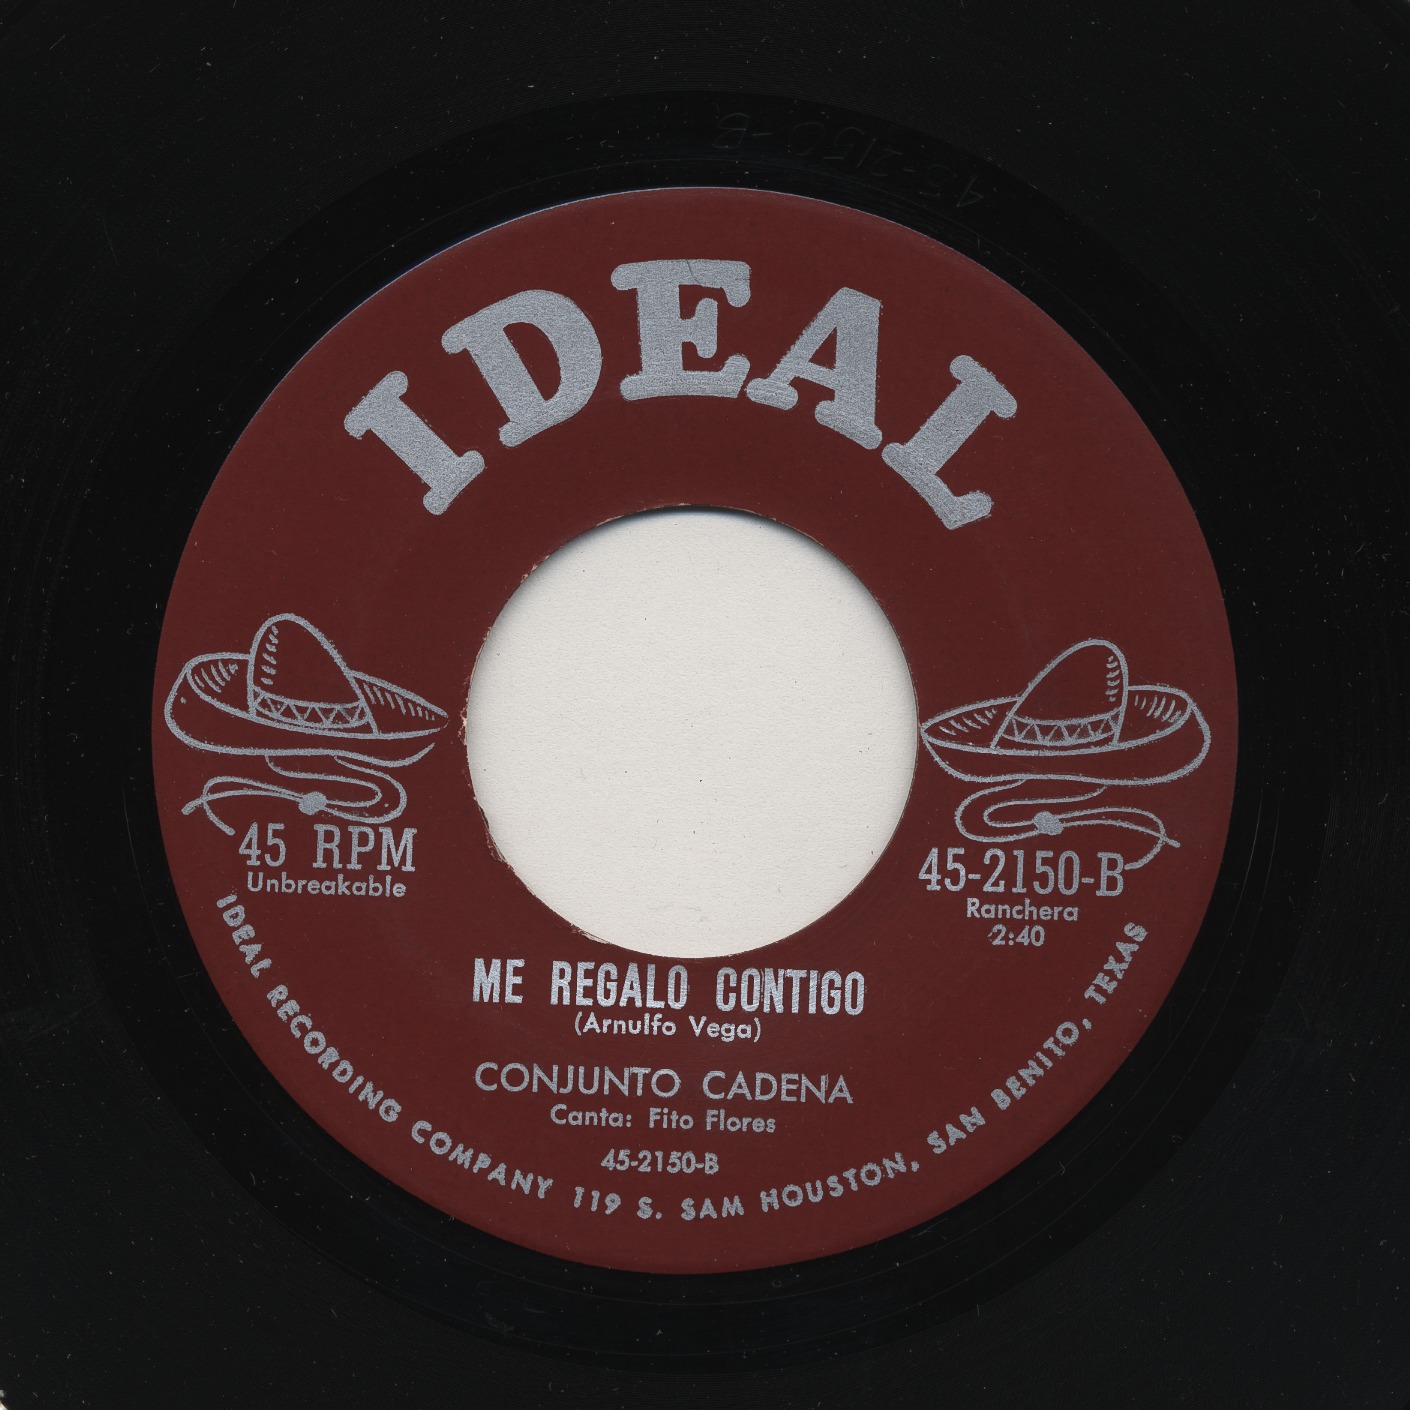 45-2150-B
IDEAL
45 RPM
Unbreakable
45-2150-B
Ranchera
2:40
ME REGALO CONTIGO
(Arnulfo Vega)
CONJUNTO CADENA
Canta: Fito Flores
45-2150-B
IDEAL RECORDING COMPANY 119 S. SAM HOUSTON, SAN BENITO, TEXAS